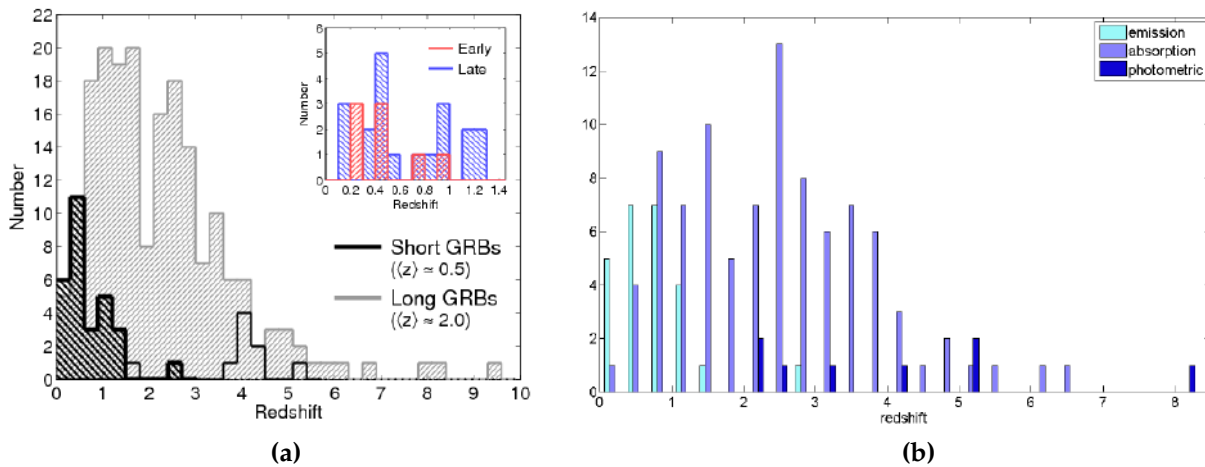 22
20
18
16
14
12
10
8
6
4
2
0
Number
0 1 2 3 4 5 6 7 8 9 10
Redshift
6
5
4
3
2
1
0
Number
0 0.2 0.4 0.6 0.8 1 1.2 1.4
Redshift
Early
Late
Short GRBs
(⟨z⟩ ≃ 0.5)
Long GRBs
(⟨z⟩ ≃ 2.0)
(a)
14
12
10
8
6
4
2
0
0 1 2 3 4 5 6 7 8
redshift
emission
absorption
photometric
(b)